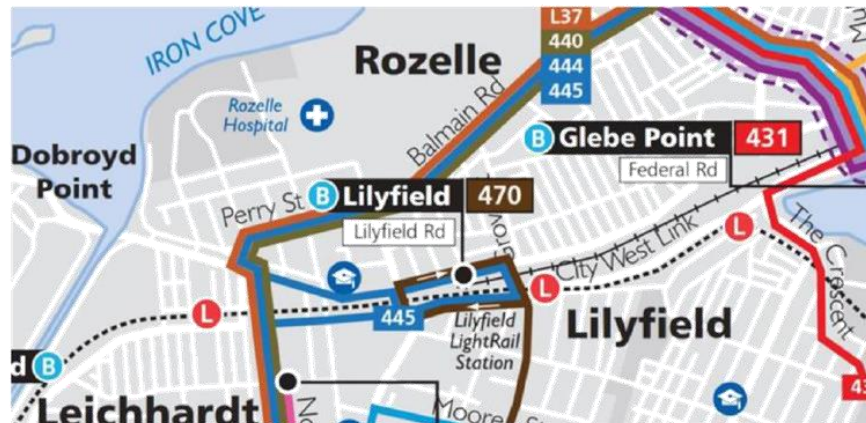 IRON COVE
L37
440
444
445
Rozelle
Rozelle
Hospital
Balmain Rd
B Glebe Point 431
Federal Rd
Dobroyd
Point
Perry St
B Lilyfield 470
Lilyfield Rd
Grove
City West Link
L
The Crescent
L
L
445
Lilyfield
LightRail
Station
Lilyfield
d B
Leichhardt
Moore